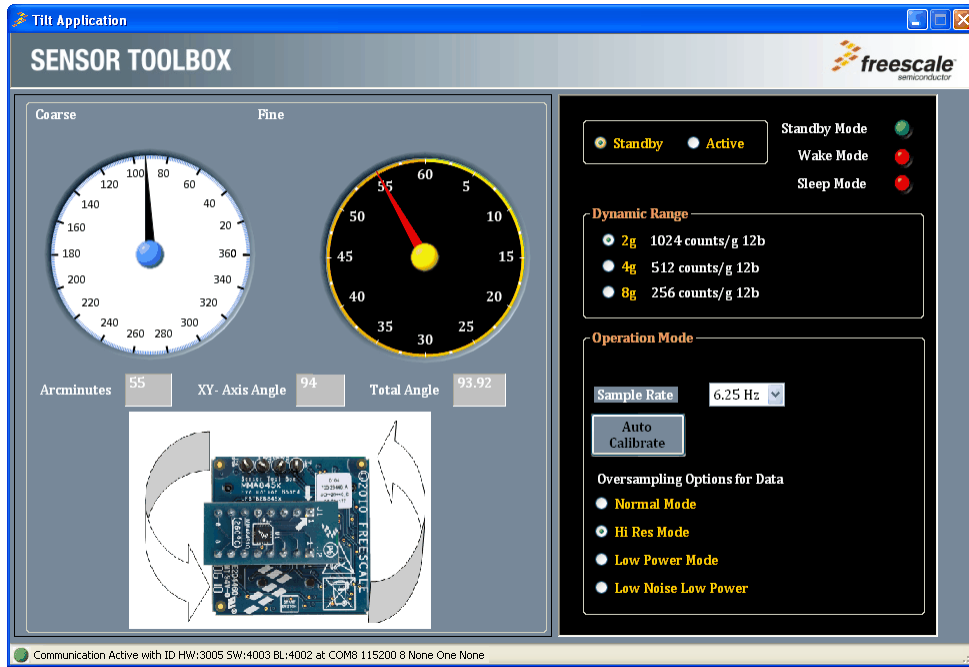 Tilt Application
SENSOR TOOLBOX
freescale
semiconductor
Coarse
Fine
20
40
60
80
100
120
140
160
180
200
220
240
260
280
300
320
340
360
60
5
10
15
20
25
30
35
40
45
50
55
Arcminutes
55
XY- Axis Angle
94
Total Angle
93.92
MMA845x
©2010 FREESCALE
Standby
Active
Standby Mode
Wake Mode
Sleep Mode
Dynamic Range
2g 1024 counts/g 12b
4g 512 counts/g 12b
8g 256 counts/g 12b
Operation Mode
Sample Rate
6.25 Hz
Auto
Calibrate
Oversampling Options for Data
Normal Mode
Hi Res Mode
Low Power Mode
Low Noise Low Power
Communication Active with ID HW:3005 SW:4003 BL:4002 at COM8 115200 8 None One None